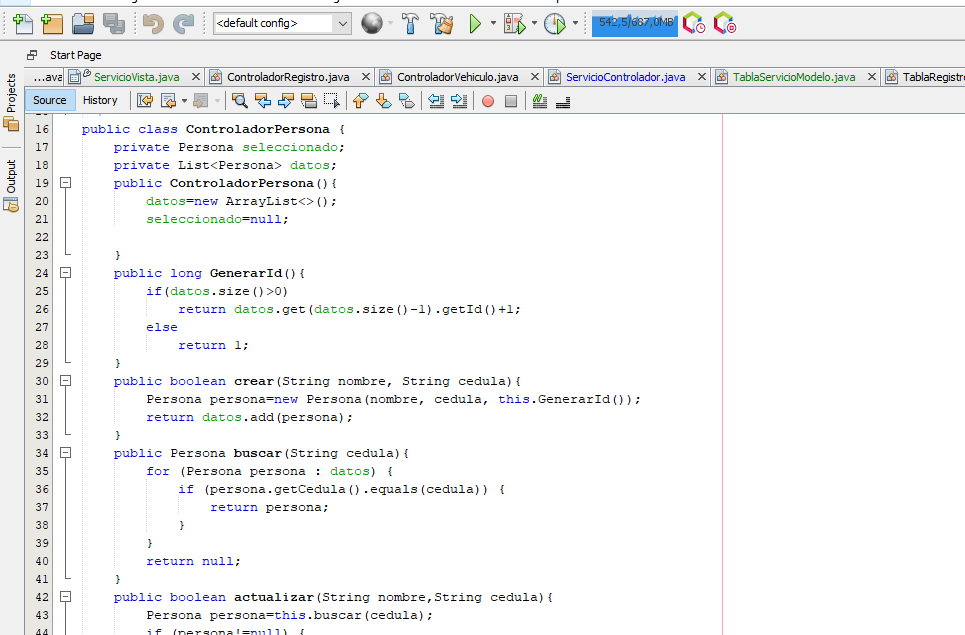 <default config>
542,5/687,0MB
Start Page
...ava
ServicioVista.java
ControladorRegistro.java
ControladorVehiculo.java
ServicioControlador.java
TablaServicioModelo.java
TablaRegistr
Projects
Output
Source
History
16 public class ControladorPersona {
17 private Persona seleccionado;
18 private List<Persona> datos;
19 public ControladorPersona(){
20 datos=new ArrayList<>();
21 seleccionado=null;
22
23 }
24 public long GenerarId(){
25 if(datos.size()>0)
26 return datos.get(datos.size()-1).getId()+1;
27 else
28 return 1;
29 }
30 public boolean crear(String nombre, String cedula){
31 Persona persona=new Persona(nombre, cedula, this.GenerarId());
32 return datos.add(persona);
33 }
34 public Persona buscar(String cedula){
35 for (Persona persona : datos) {
36 if (persona.getCedula().equals(cedula)) {
37 return persona;
38 }
39 }
40 return null;
41 }
42 public boolean actualizar(String nombre,String cedula){
43 Persona persona=this.buscar(cedula);
44 if (persona!=null) {